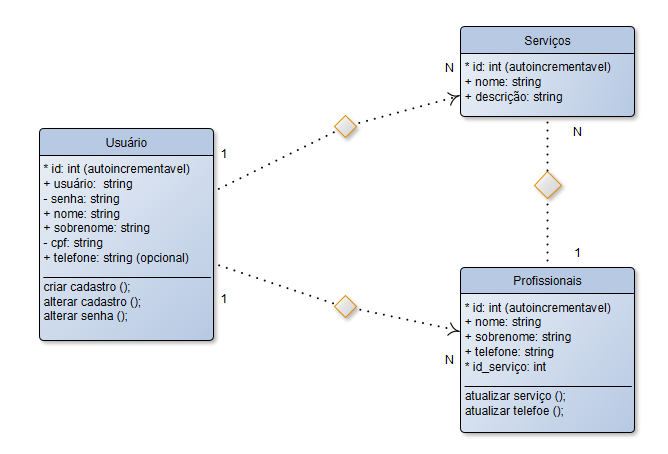 Serviços
* id: int (autoincrementavel)
+ nome: string
+ descrição: string
N
N
Usuário
* id: int (autoincrementavel)
+ usuário: string
- senha: string
+ nome: string
+ sobrenome: string
- cpf: string
+ telefone: string (opcional)
criar cadastro ();
alterar cadastro ();
alterar senha ();
1
1
1
Profissionais
* id: int (autoincrementavel)
+ nome: string
+ sobrenome: string
+ telefone: string
* id_serviço: int
atualizar serviço ();
atualizar telefoe ();
N